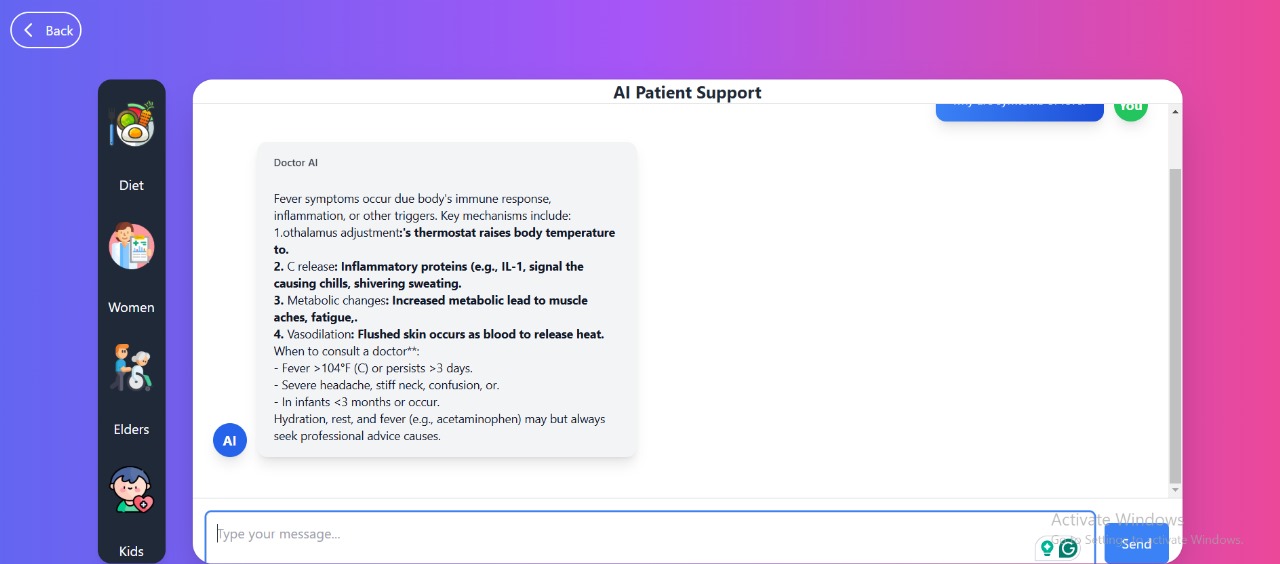 Back
AI Patient Support
You
Diet
Women
Elders
Kids
Doctor AI
Fever symptoms occur due body's immune response,
inflammation, or other triggers. Key mechanisms include:
1.othalamus adjustment:'s thermostat raises body temperature
to.
2. C release: Inflammatory proteins (e.g., IL-1, signal the
causing chills, shivering sweating.
3. Metabolic changes: Increased metabolic lead to muscle
aches, fatigue,.
4. Vasodilation: Flushed skin occurs as blood to release heat.
When to consult a doctor**:
- Fever >104°F (C) or persists >3 days.
- Severe headache, stiff neck, confusion, or.
- In infants <3 months or occur.
Hydration, rest, and fever (e.g., acetaminophen) may but always
seek professional advice causes.
AI
Type your message...
Activate Windows
Go to Settings to activate Windows.
Send